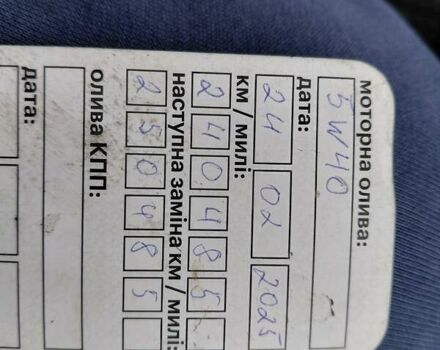 моторна олива:
5W40
дата:
24 02 2025
км / милі:
240485
наступна заміна км / милі:
250485
олива КПП:
дата: